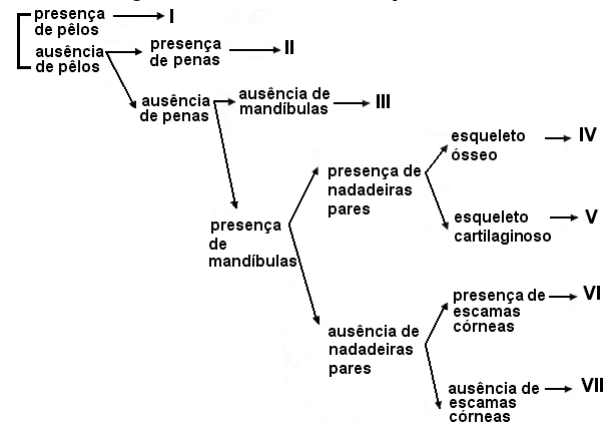 presença
de pêlos
I
ausência
de pêlos
presença
de penas
II
ausência
de penas
ausência de
mandíbulas
III
presença
de
mandíbulas
presença de
nadadeiras
pares
esqueleto
ósseo
IV
esqueleto
cartilaginoso
V
ausência de
nadadeiras
pares
presença de
escamas
córneas
VI
ausência de
escamas
córneas
VII